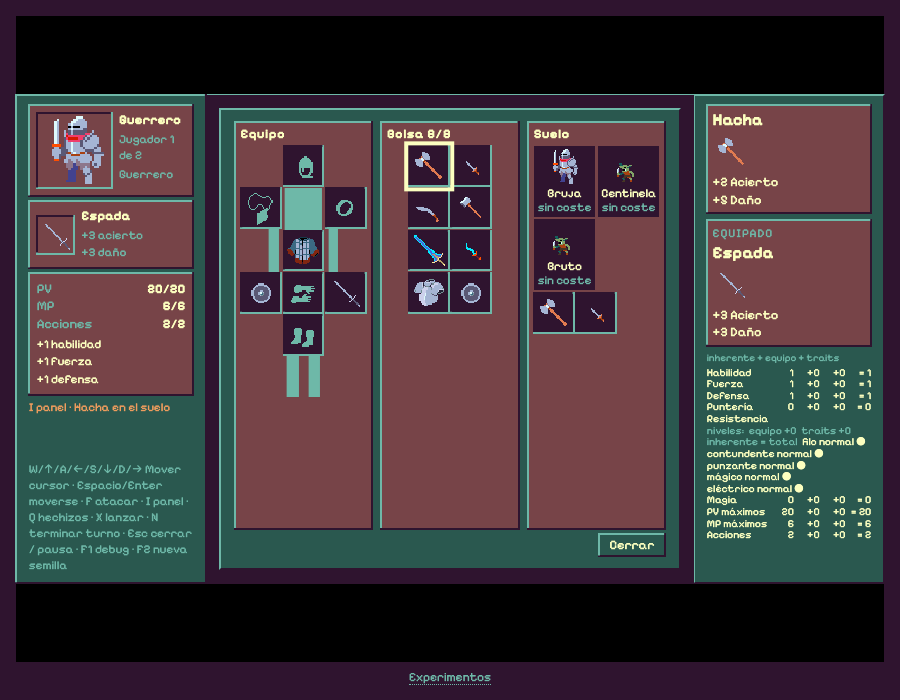 Guerrero
Jugador 1
de 2
Guerrero
Espada
+3 acierto
+3 daño
PV 20/20
MP 6/6
Acciones 2/2
+1 habilidad
+1 Fuerza
+1 defensa
I panel · Hacha en el suelo
W/↑/A/←/S/↓/D/→ Mover
cursor · Espacio/Enter
moverse · F atacar · I panel ·
Q hechizos · X lanzar · N
terminar turno · Esc cerrar
/ pausa · F1 debug · F2 nueva
semilla
Equipo
Bolsa 8/8
Suelo
Bruja
sin coste
Centinela
sin coste
Bruto
sin coste
Cerrar
Hacha
+2 Acierto
+5 Daño
EQUIPADO
Espada
+3 Acierto
+3 Daño
inherente + equipo + traits
Habilidad 1 +0 +0 = 1
Fuerza 1 +0 +0 = 1
Defensa 1 +0 +0 = 1
Puntería 0 +0 +0 = 0
Resistencia
niveles: equipo +0 traits +0
inherente = total filo normal
contundente normal
punzante normal
mágico normal
eléctrico normal
Magia 0 +0 +0 = 0
PV máximos 20 +0 +0 = 20
MP máximos 6 +0 +0 = 6
Acciones 2 +0 +0 = 2
Experimentos